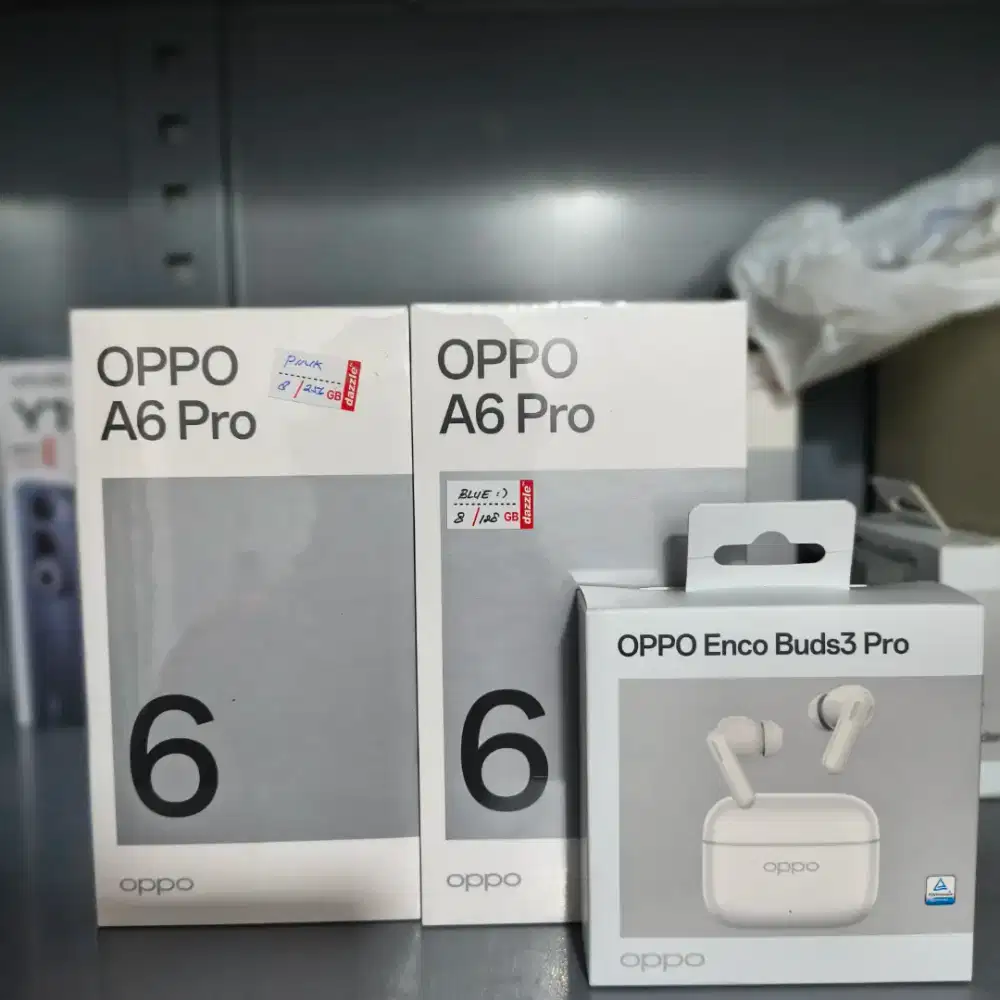 OPPO
A6 Pro
PINK
8/256 GB
dazzle
6
oppo
OPPO
A6 Pro
BLUE :)
8/128 GB
dazzle
6
oppo
OPPO Enco Buds3 Pro
oppo
oppo